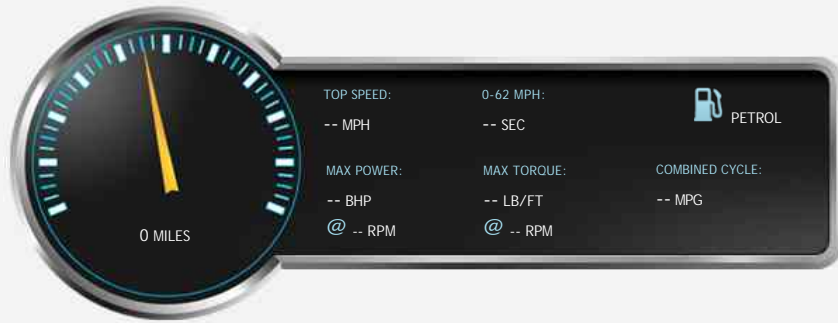 TOP SPEED:
-- MPH
0-62 MPH:
-- SEC
PETROL
MAX POWER:
-- BHP
@ -- RPM
MAX TORQUE:
-- LB/FT
@ -- RPM
COMBINED CYCLE:
-- MPG
0 MILES